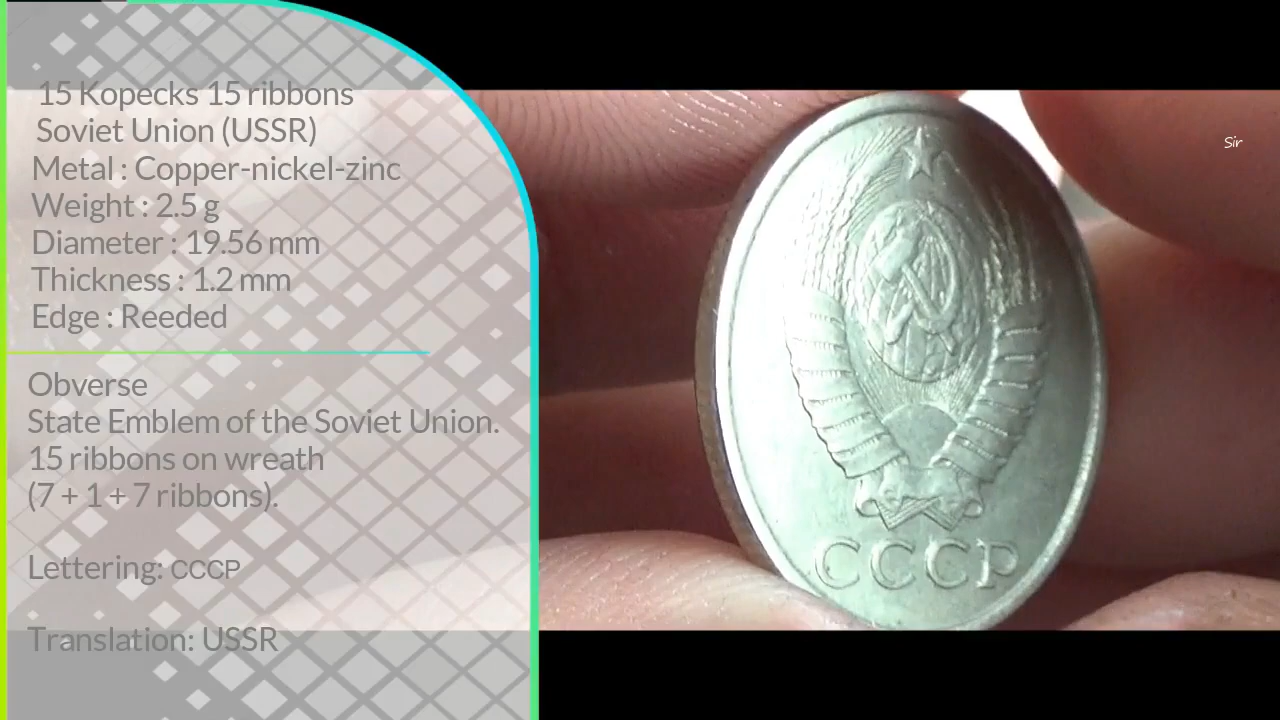 15 Kopecks 15 ribbons
Soviet Union (USSR)
Metal : Copper-nickel-zinc
Weight : 2.5 g
Diameter : 19.56 mm
Thickness : 1.2 mm
Edge : Reeded
Obverse
State Emblem of the Soviet Union.
15 ribbons on wreath
(7 + 1 + 7 ribbons).
Lettering: CCCP
Translation: USSR
Sir
СССР